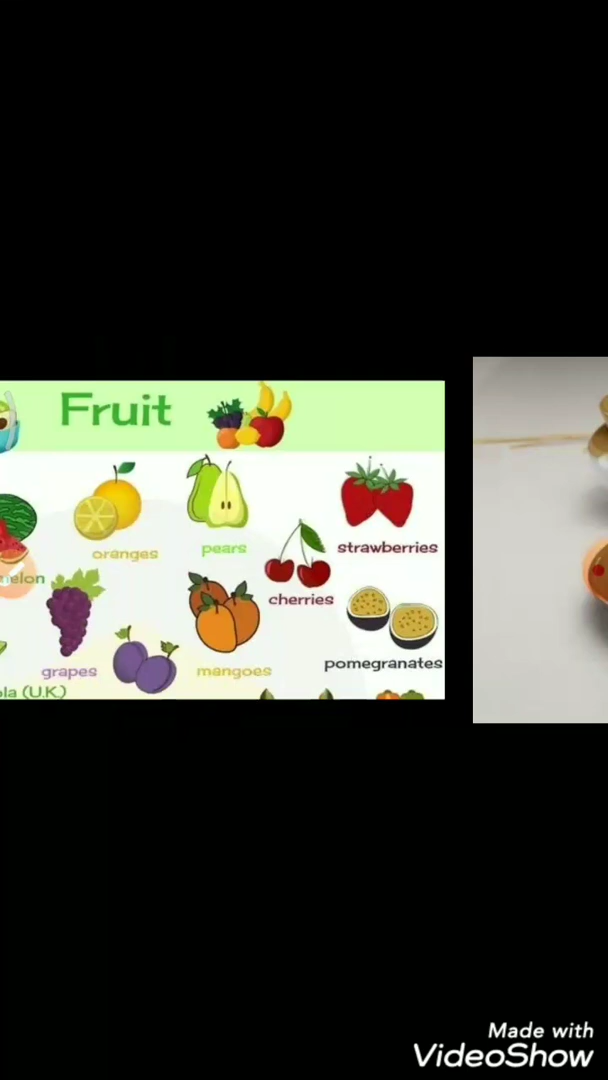 Fruit
oranges
pears
strawberries
cherries
grapes
mangoes
pomegranates
(U.K.)
Made with
VideoShow